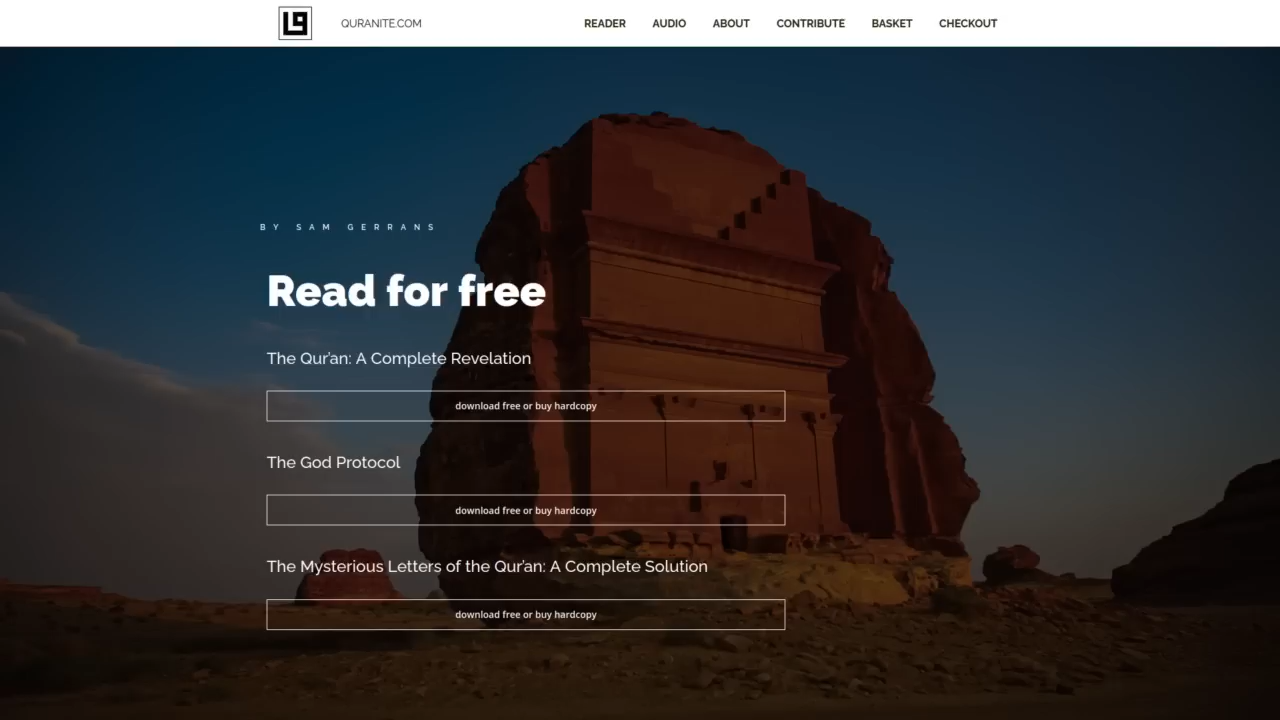 QURANITE.COM
READER AUDIO ABOUT CONTRIBUTE BASKET CHECKOUT
BY SAM GERRANS
Read for free
The Qur’an: A Complete Revelation
download free or buy hardcopy
The God Protocol
download free or buy hardcopy
The Mysterious Letters of the Qur’an: A Complete Solution
download free or buy hardcopy